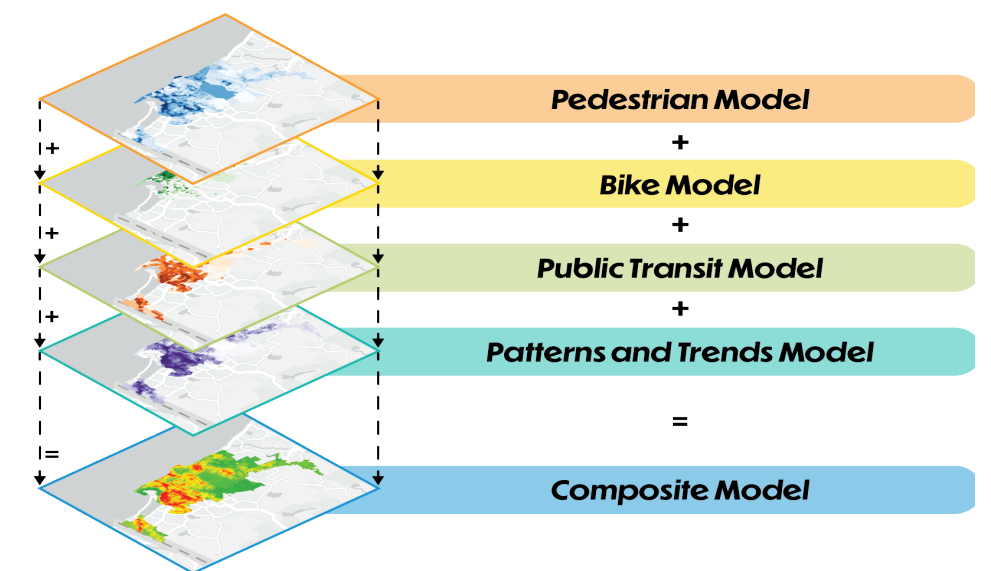 Pedestrian Model
+
+
Bike Model
+
+
Public Transit Model
+
+
Patterns and Trends Model
=
=
Composite Model